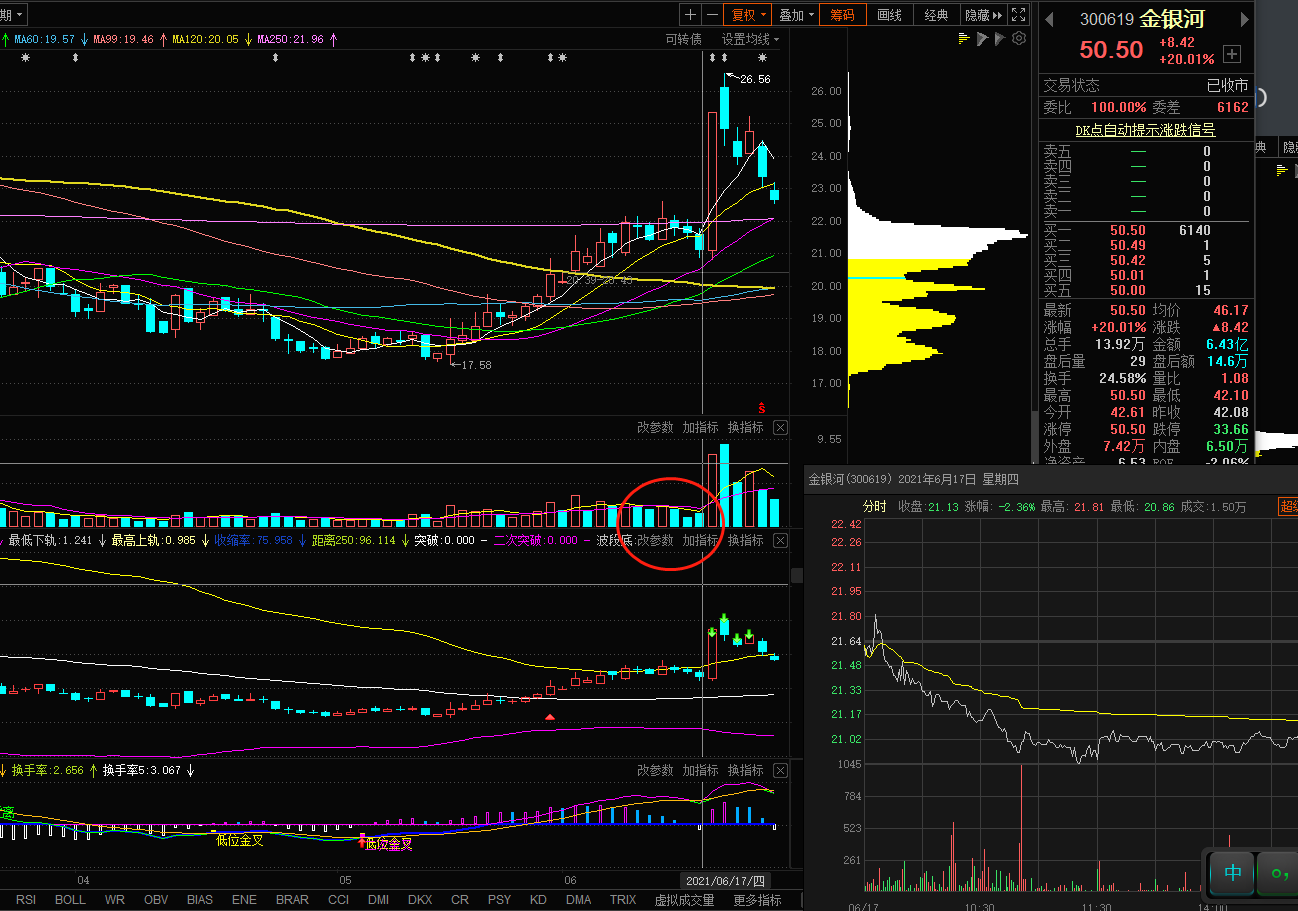 期
+ — 复权 叠加 筹码 画线 经典 隐藏
MA60:19.57 MA99:19.46 MA120:20.05 MA250:21.96 可转债 设置均线
26.56
26.00
25.00
24.00
23.00
22.00
21.00
20.00
19.00
18.00
17.00
20.39-20.45
17.58
$
改参数 加指标 换指标
9.55
最低下轨:1.241 最高上轨:0.985 收缩率:75.958 距离250:96.114 突破:0.000 二次突破:0.000 波段底: 改参数 加指标 换指标
换手率:2.656 换手率5:3.067 改参数 加指标 换指标
离
低位金叉
低位金叉
04 05 06 2021/06/17/四
RSI BOLL WR OBV BIAS ENE BRAR CCI DMI DKX CR PSY KD DMA TRIX 虚拟成交量 更多指标
300619 金银河
50.50 +8.42
+20.01%
交易状态 已收市
委比 100.00% 委差 6162
DK点自动提示涨跌信号
卖五 — 0
卖四 — 0
卖三 — 0
卖二 — 0
卖一 — 0
买一 50.50 6140
买二 50.49 1
买三 50.42 5
买四 50.01 1
买五 50.00 15
最新 50.50 均价 46.17
涨幅 +20.01% 涨跌 ▲8.42
总手 13.92万 金额 6.43亿
盘后量 29 盘后额 14.6万
换手 24.58% 量比 1.08
最高 50.50 最低 42.10
今开 42.61 昨收 42.08
涨停 50.50 跌停 33.66
外盘 7.42万 内盘 6.50万
净资产 6.53 ROE -2.06%
典 隐
金银河(300619) 2021年6月17日 星期四
分时 收盘:21.13 涨幅:-2.36% 最高:21.81 最低:20.86 成交:1.50万 超级
22.42
22.26
22.11
21.95
21.80
21.64
21.48
21.33
21.17
21.02
1045
784
523
261
06/17 10:30 11:30 14:00
中